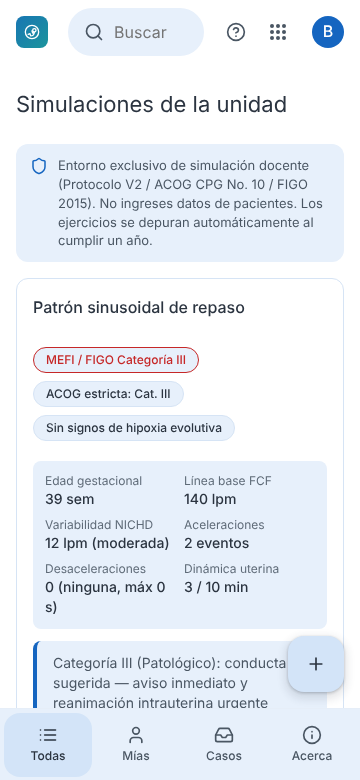 Buscar
B
Simulaciones de la unidad
Entorno exclusivo de simulación docente
(Protocolo V2 / ACOG CPG No. 10 / FIGO
2015). No ingreses datos de pacientes. Los
ejercicios se depuran automáticamente al
cumplir un año.
Patrón sinusoidal de repaso
MEFI / FIGO Categoría III
ACOG estricta: Cat. III
Sin signos de hipoxia evolutiva
Edad gestacional
39 sem
Línea base FCF
140 lpm
Variabilidad NICHD
12 lpm (moderada)
Aceleraciones
2 eventos
Desaceleraciones
0 (ninguna, máx 0
s)
Dinámica uterina
3 / 10 min
Categoría III (Patológico): conducta
sugerida — aviso inmediato y
reanimación intrauterina urgente
Todas
Mías
Casos
Acerca